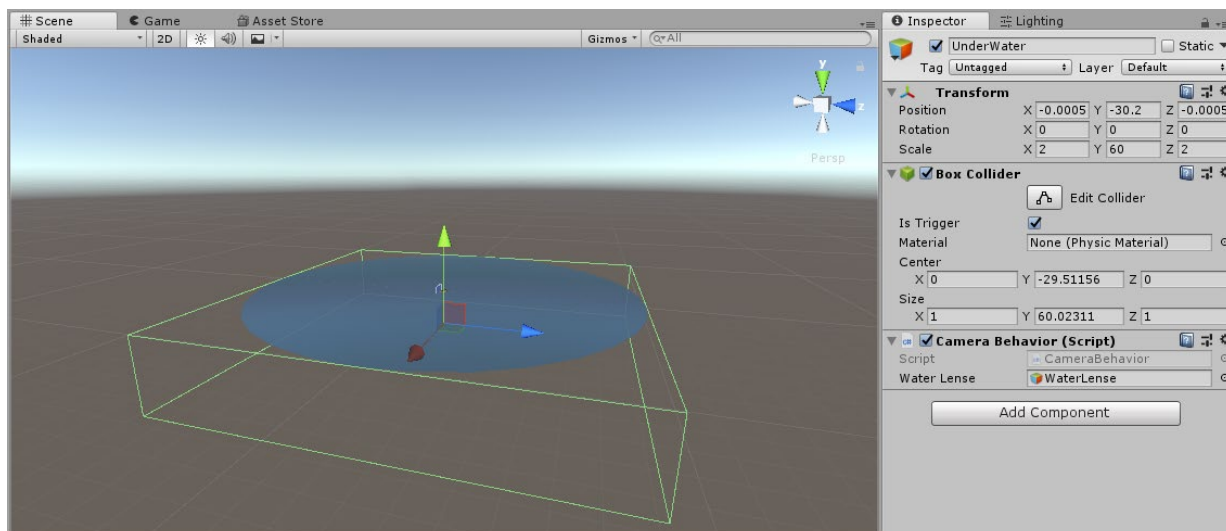 Scene Game Asset Store
Shaded 2D Gizmos All
y
z
Persp
Inspector Lighting
UnderWater Static
Tag Untagged Layer Default
Transform
Position X -0.0005 Y -30.2 Z -0.0005
Rotation X 0 Y 0 Z 0
Scale X 2 Y 60 Z 2
Box Collider
Edit Collider
Is Trigger
Material None (Physic Material)
Center
X 0 Y -29.51156 Z 0
Size
X 1 Y 60.02311 Z 1
Camera Behavior (Script)
Script CameraBehavior
Water Lense WaterLense
Add Component